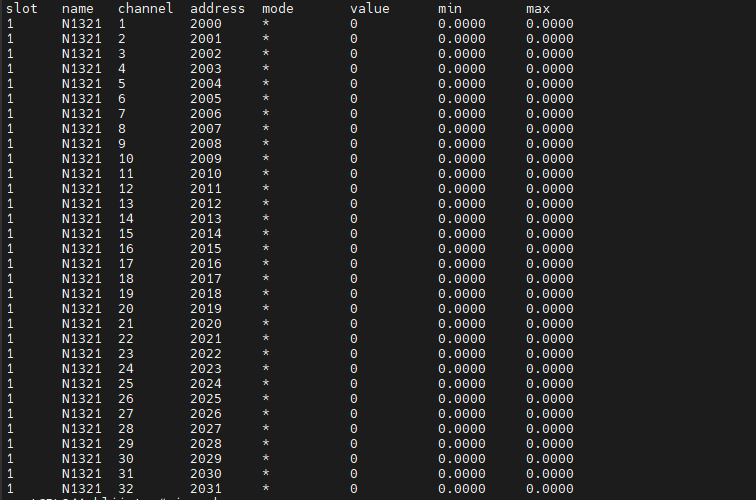 slot name channel address mode value min max
1 N1321 1 2000 * 0 0.0000 0.0000
1 N1321 2 2001 * 0 0.0000 0.0000
1 N1321 3 2002 * 0 0.0000 0.0000
1 N1321 4 2003 * 0 0.0000 0.0000
1 N1321 5 2004 * 0 0.0000 0.0000
1 N1321 6 2005 * 0 0.0000 0.0000
1 N1321 7 2006 * 0 0.0000 0.0000
1 N1321 8 2007 * 0 0.0000 0.0000
1 N1321 9 2008 * 0 0.0000 0.0000
1 N1321 10 2009 * 0 0.0000 0.0000
1 N1321 11 2010 * 0 0.0000 0.0000
1 N1321 12 2011 * 0 0.0000 0.0000
1 N1321 13 2012 * 0 0.0000 0.0000
1 N1321 14 2013 * 0 0.0000 0.0000
1 N1321 15 2014 * 0 0.0000 0.0000
1 N1321 16 2015 * 0 0.0000 0.0000
1 N1321 17 2016 * 0 0.0000 0.0000
1 N1321 18 2017 * 0 0.0000 0.0000
1 N1321 19 2018 * 0 0.0000 0.0000
1 N1321 20 2019 * 0 0.0000 0.0000
1 N1321 21 2020 * 0 0.0000 0.0000
1 N1321 22 2021 * 0 0.0000 0.0000
1 N1321 23 2022 * 0 0.0000 0.0000
1 N1321 24 2023 * 0 0.0000 0.0000
1 N1321 25 2024 * 0 0.0000 0.0000
1 N1321 26 2025 * 0 0.0000 0.0000
1 N1321 27 2026 * 0 0.0000 0.0000
1 N1321 28 2027 * 0 0.0000 0.0000
1 N1321 29 2028 * 0 0.0000 0.0000
1 N1321 30 2029 * 0 0.0000 0.0000
1 N1321 31 2030 * 0 0.0000 0.0000
1 N1321 32 2031 * 0 0.0000 0.0000